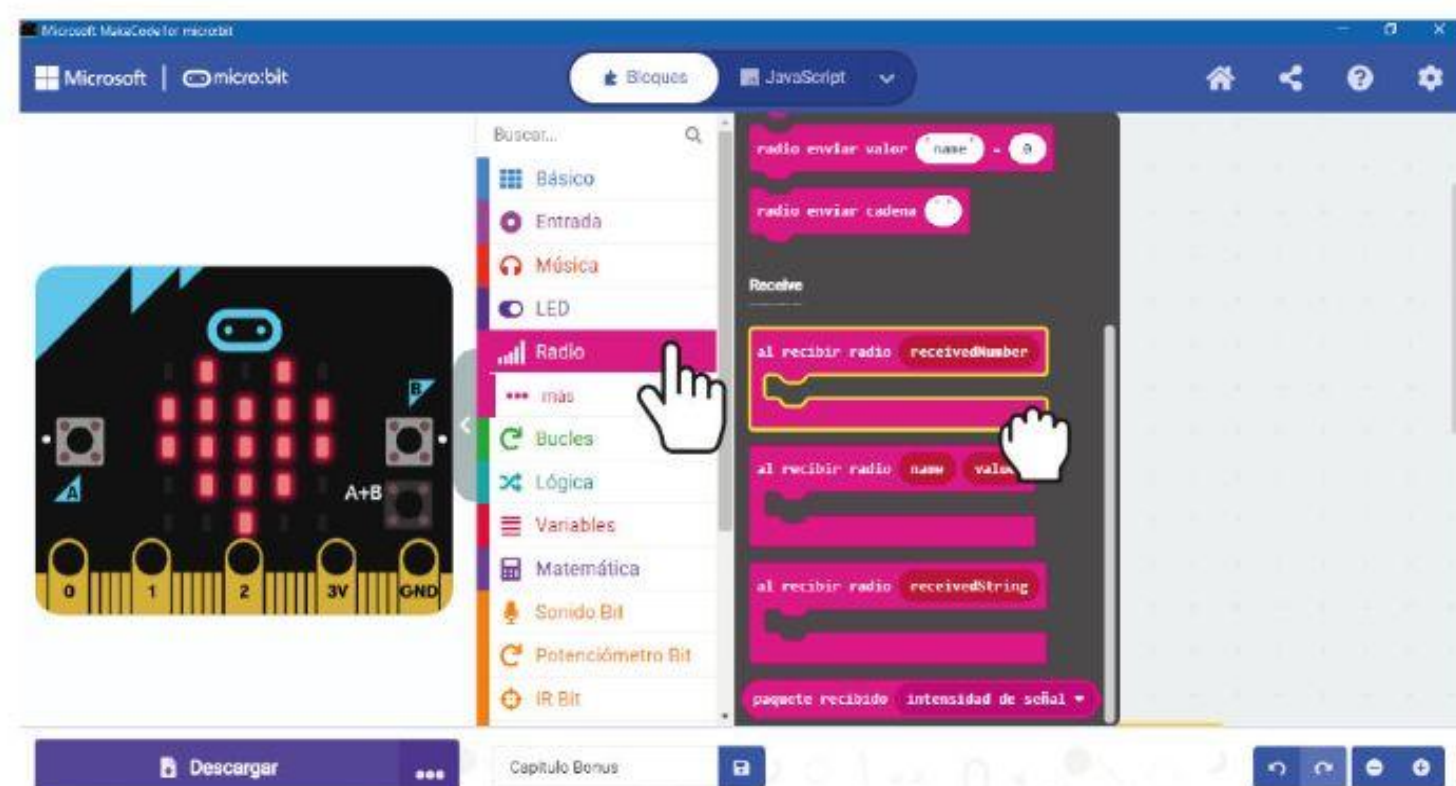 Microsoft MakeCode for micro:bit
Microsoft | micro:bit
Bloques
JavaScript
Buscar...
Básico
Entrada
Música
LED
Radio
más
Bucles
Lógica
Variables
Matemática
Sonido Bit
Potenciómetro Bit
IR Bit
radio enviar valor "name" = 0
radio enviar cadena " "
Receive
al recibir radio receivedNumber
al recibir radio name value
al recibir radio receivedString
paquete recibido intensidad de señal
B
A
A+B
0 1 2 3V GND
Descargar
Capitulo Bonus